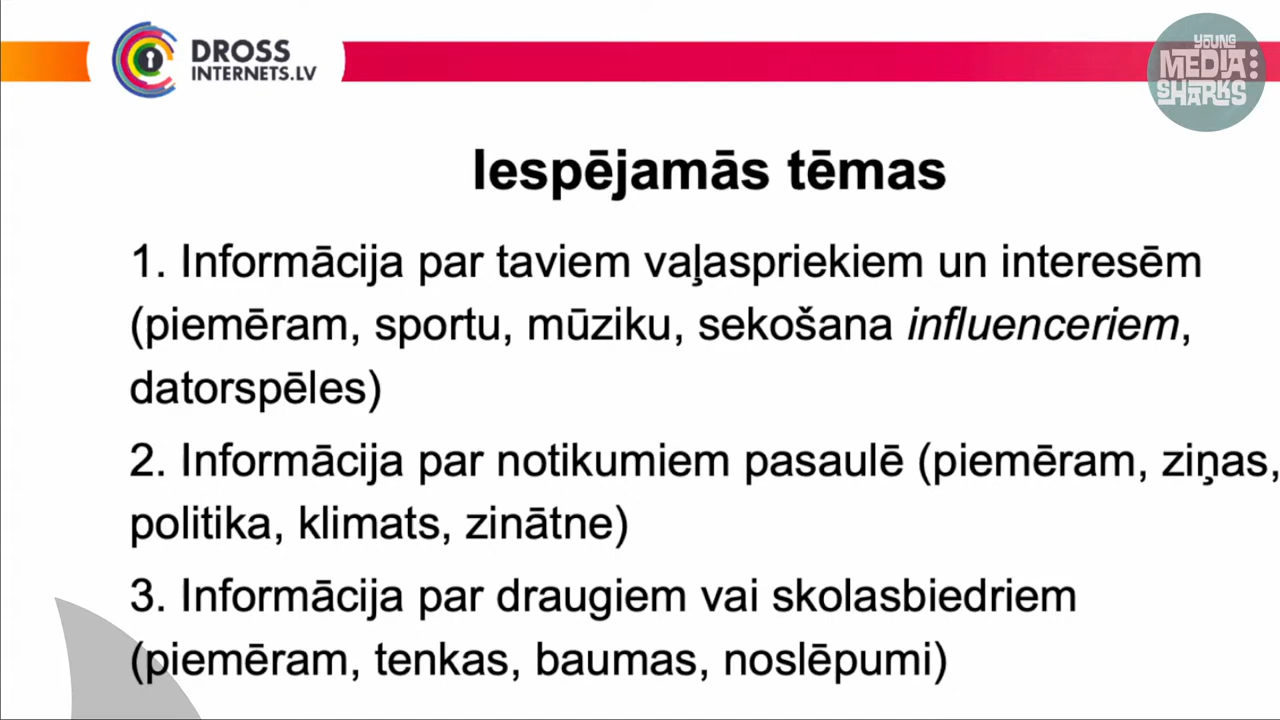 DROSS
INTERNETS.LV
YOUNG
MEDIA:
SHARKS
Iespējamās tēmas
1. Informācija par taviem vaļaspriekiem un interesēm
(piemēram, sportu, mūziku, sekošana influenceriem,
datorspēles)
2. Informācija par notikumiem pasaulē (piemēram, ziņas,
politika, klimats, zinātne)
3. Informācija par draugiem vai skolasbiedriem
(piemēram, tenkas, baumas, noslēpumi)